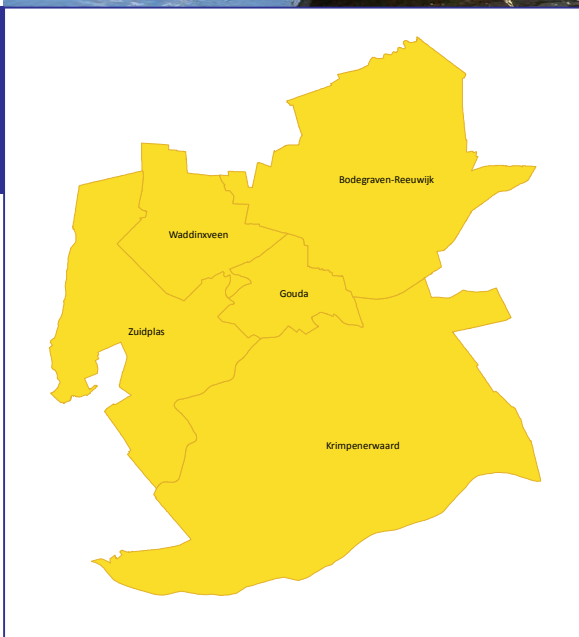 Bodegraven-Reeuwijk
Waddinxveen
Gouda
Zuidplas
Krimpenerwaard